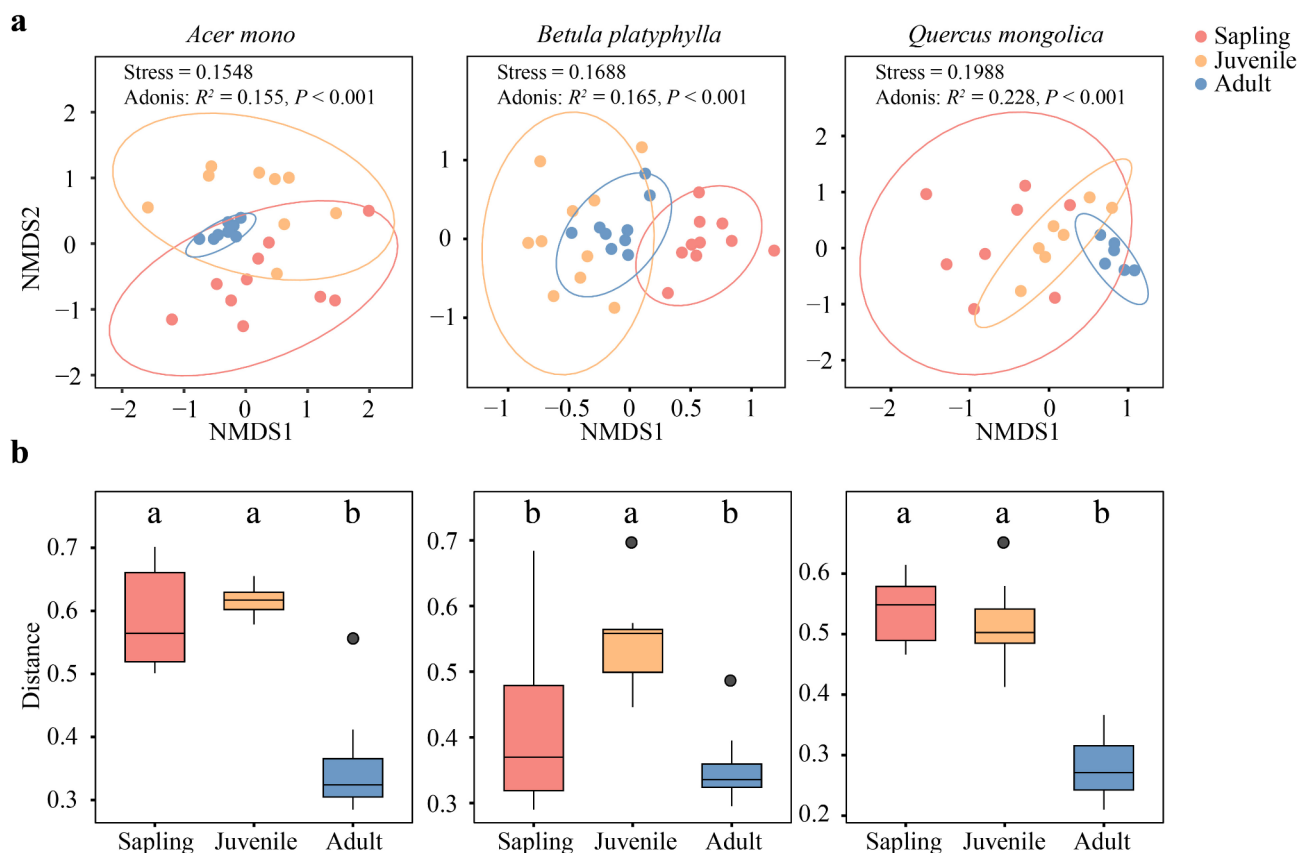 a
Acer mono
Betula platyphylla
Quercus mongolica
Sapling
Juvenile
Adult
Stress = 0.1548
Adonis: R² = 0.155, P < 0.001
Stress = 0.1688
Adonis: R² = 0.165, P < 0.001
Stress = 0.1988
Adonis: R² = 0.228, P < 0.001
NMDS2
2
1
0
−1
−2
1
0
−1
2
1
0
−1
−2
−2 −1 0 1 2
−1 −0.5 0 0.5 1
−2 −1 0 1
NMDS1
NMDS1
NMDS1
b
a a b
b a b
a a b
Distance
0.7
0.6
0.5
0.4
0.3
0.7
0.6
0.5
0.4
0.3
0.6
0.5
0.4
0.3
0.2
Sapling Juvenile Adult
Sapling Juvenile Adult
Sapling Juvenile Adult